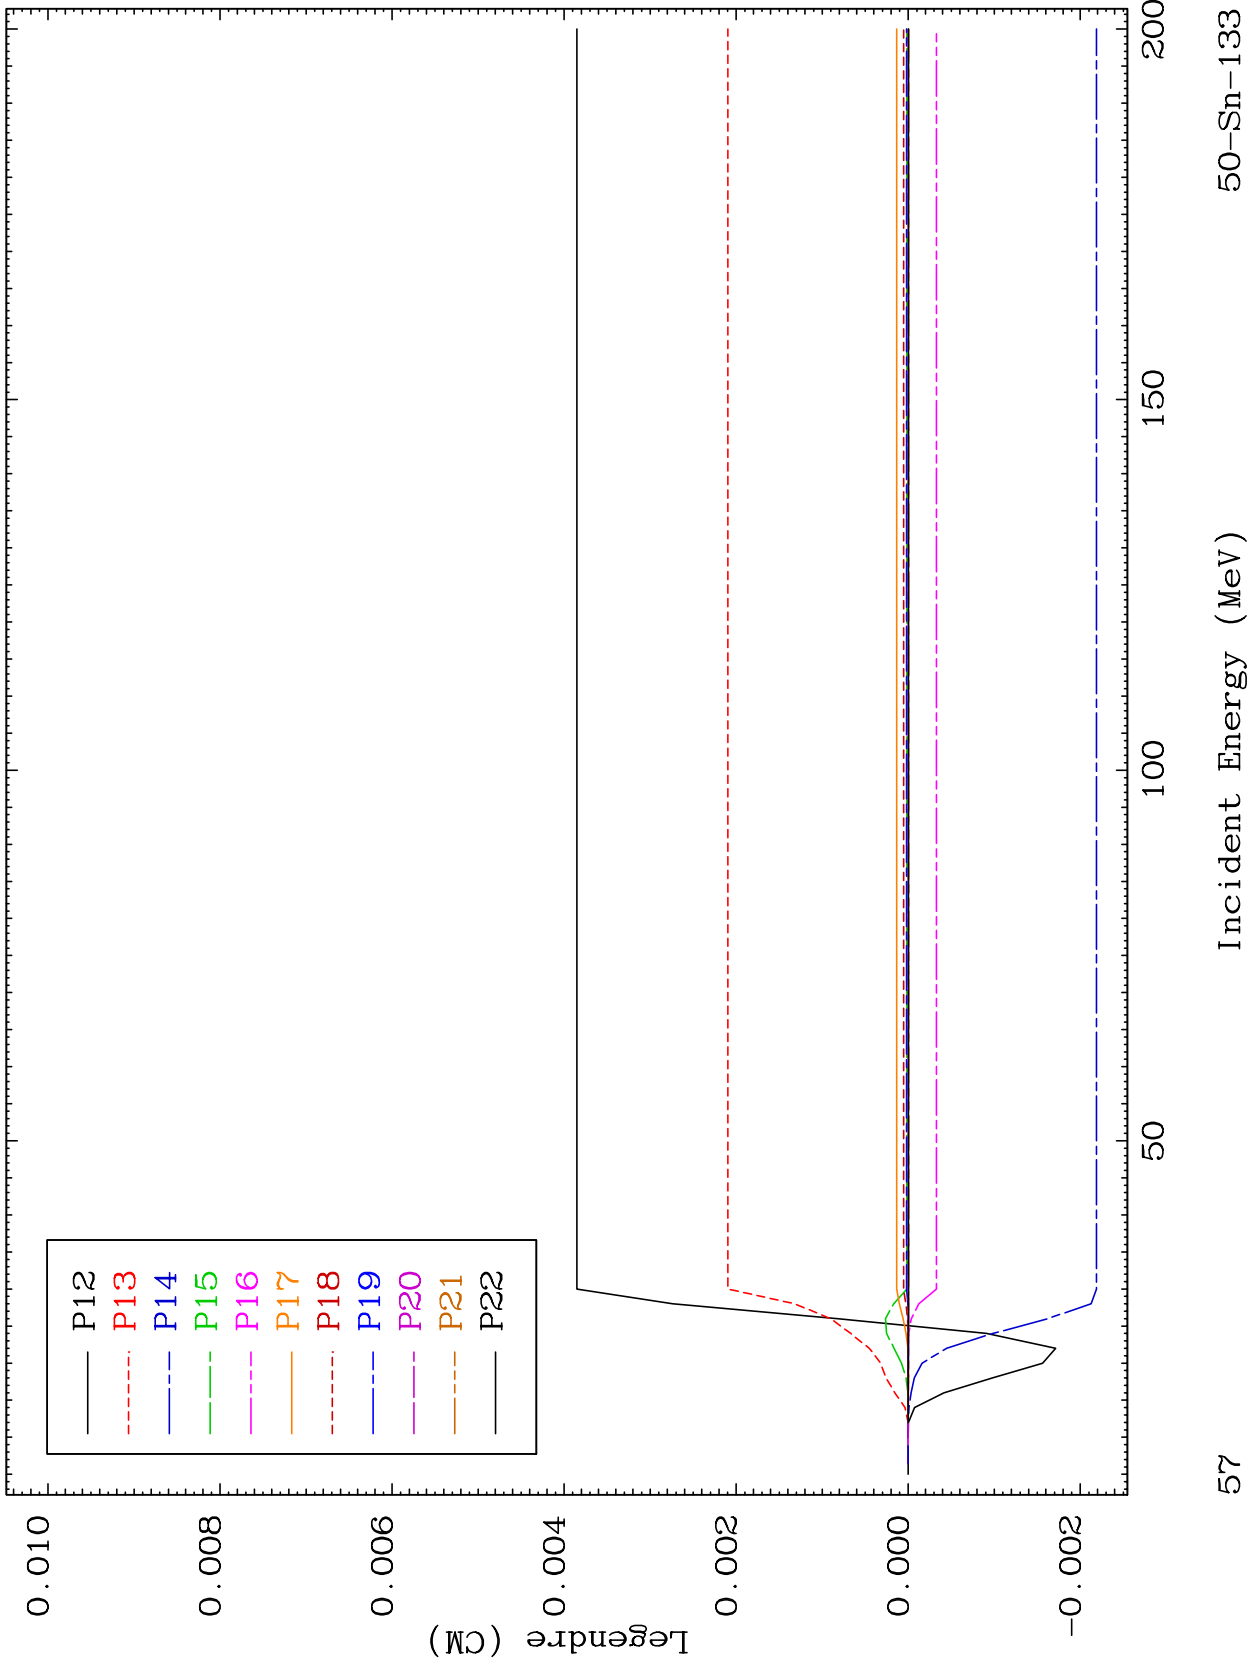 0.010
0.008
0.006
0.004
0.002
0.000
-0.002
Legendre (CM)
P12
P13
P14
P15
P16
P17
P18
P19
P20
P21
P22
50
100
150
200
Incident Energy (MeV)
57
50-Sn-133